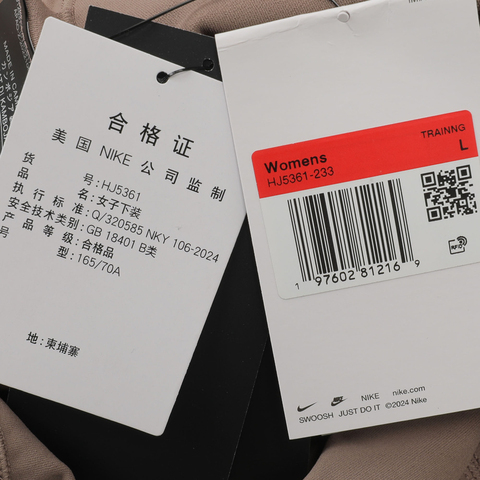 合格证
美国 NIKE 公司监制
货
品 号:HJ5361
名:女子下装
执行标准:Q/320585 NKY 106-2024
安全技术类别:GB 18401 B类
产品等级:合格品
号 型:165/70A
地:柬埔寨
TRAINNG
L
Womens
HJ5361-233
1 97602 81216 9
RFID
NIKE nike.com
SWOOSH JUST DO IT ©2024 Nike